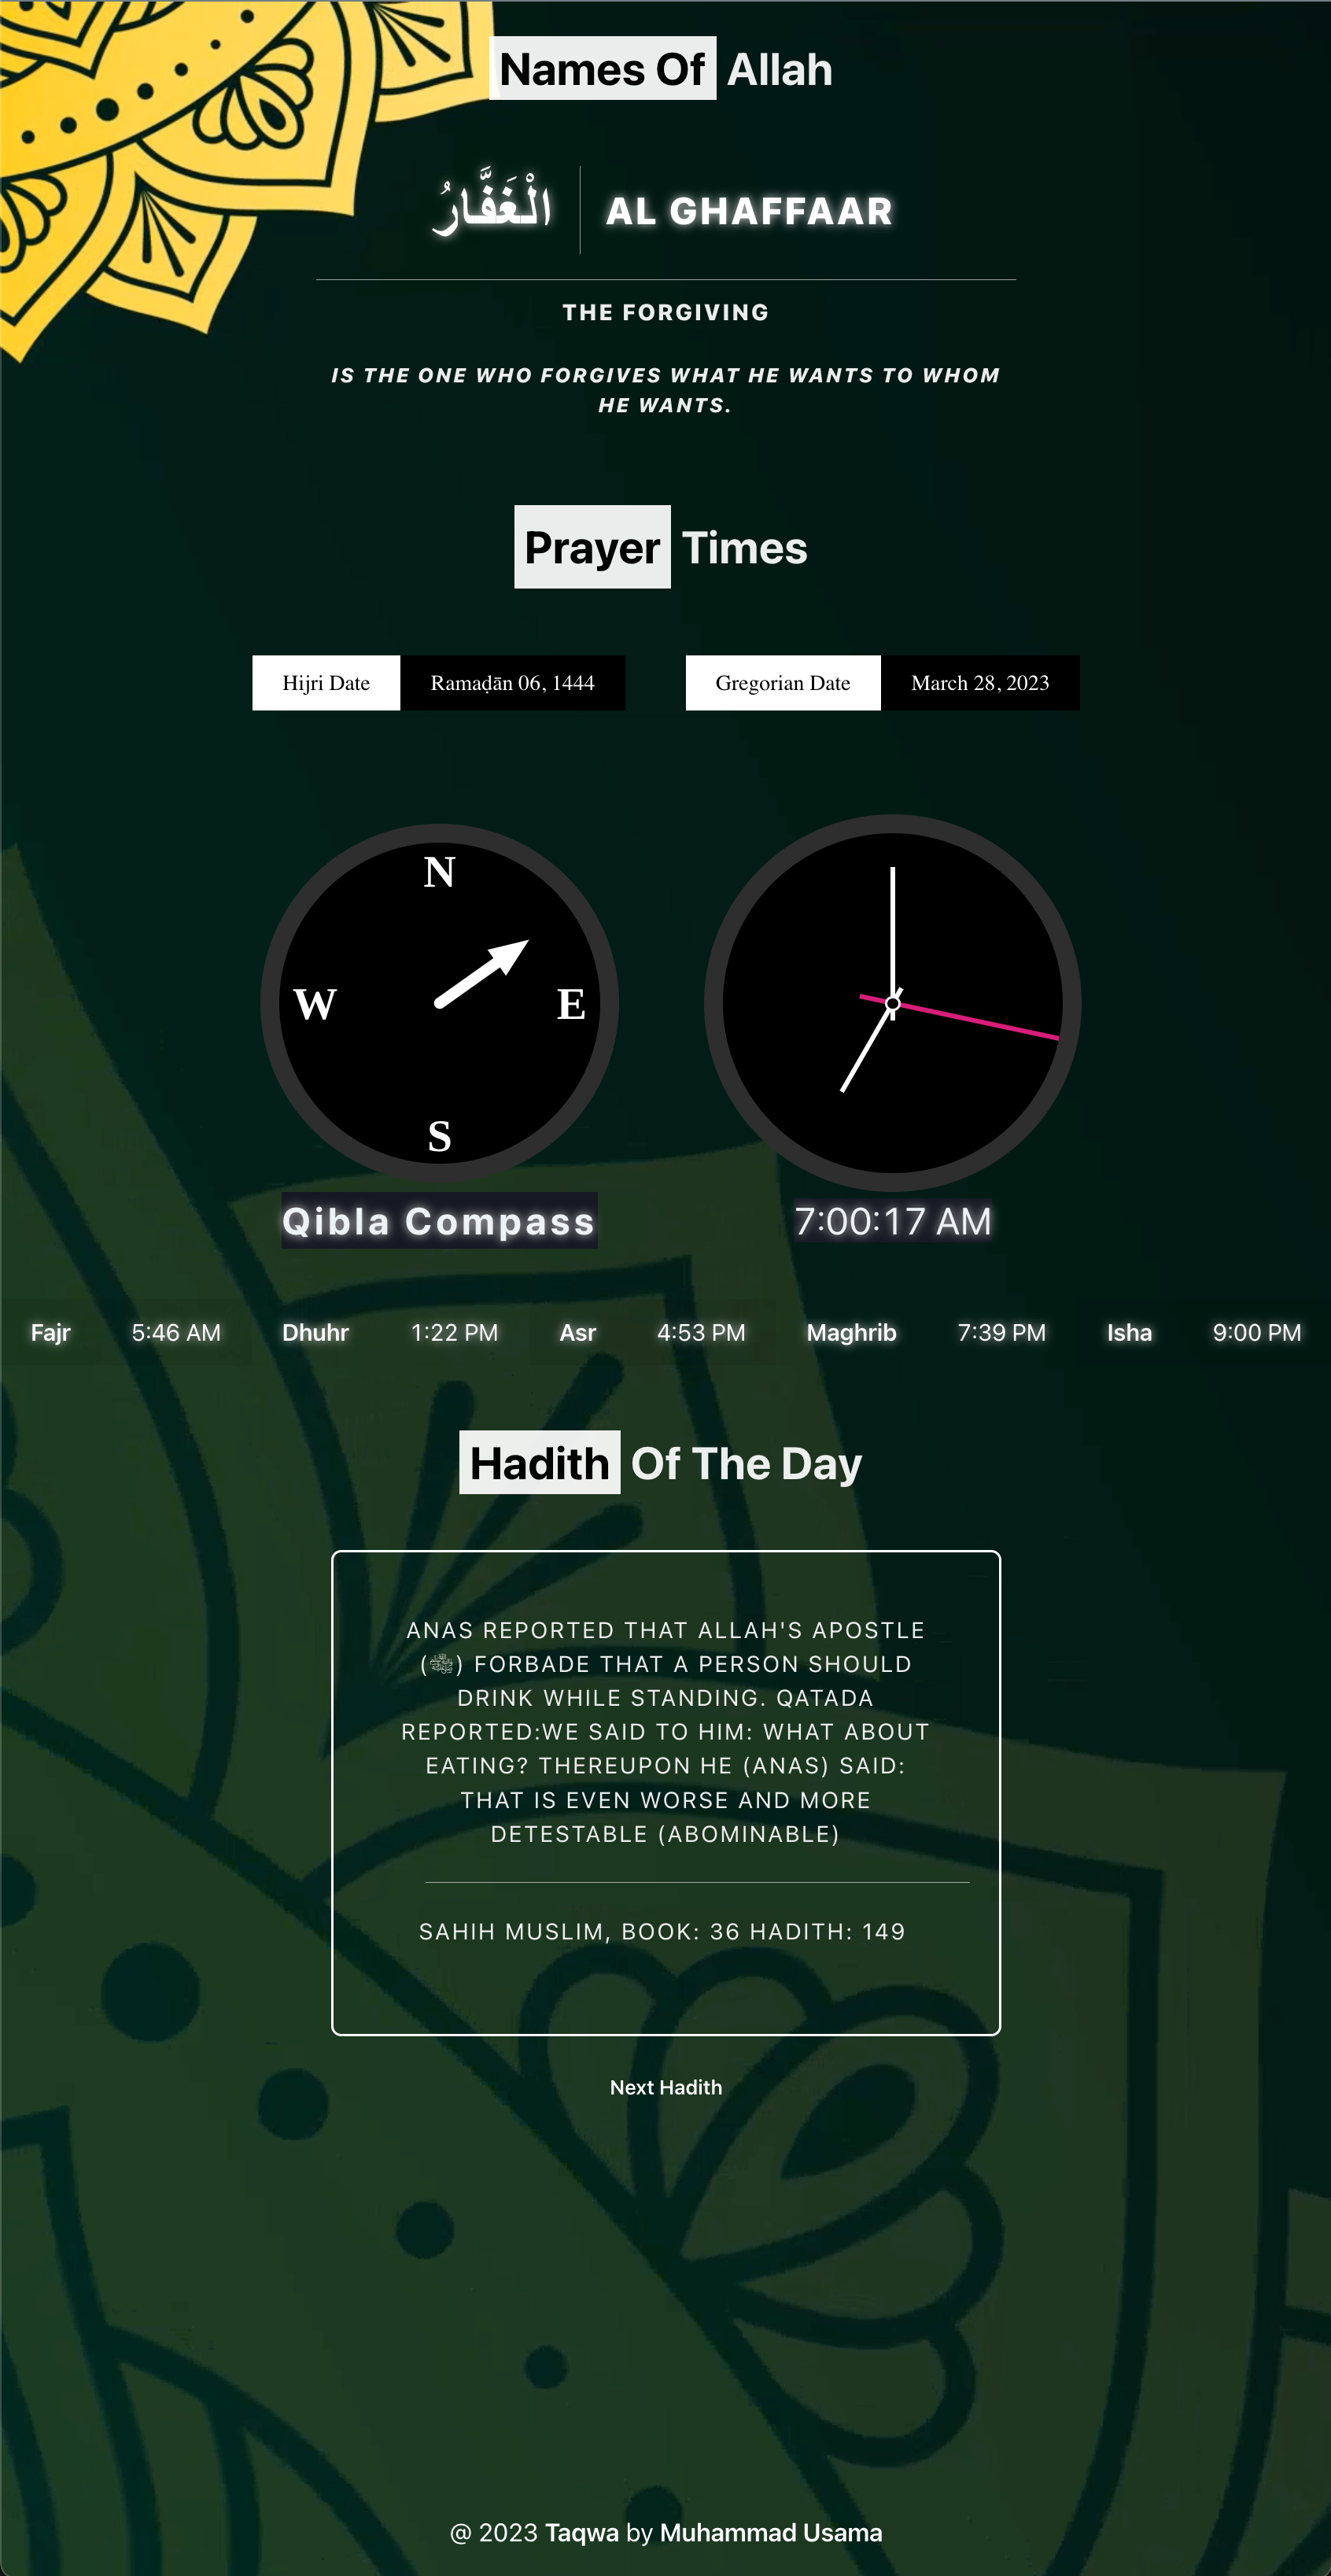 Names Of Allah
الْغَفَّارُ
AL GHAFFAAR
THE FORGIVING
IS THE ONE WHO FORGIVES WHAT HE WANTS TO WHOM
HE WANTS.
Prayer Times
Hijri Date Ramaḍān 06, 1444
Gregorian Date March 28, 2023
N
W E
S
Qibla Compass
7:00:17 AM
Fajr 5:46 AM Dhuhr 1:22 PM Asr 4:53 PM Maghrib 7:39 PM Isha 9:00 PM
Hadith Of The Day
ANAS REPORTED THAT ALLAH'S APOSTLE
(ﷺ) FORBADE THAT A PERSON SHOULD
DRINK WHILE STANDING. QATADA
REPORTED:WE SAID TO HIM: WHAT ABOUT
EATING? THEREUPON HE (ANAS) SAID:
THAT IS EVEN WORSE AND MORE
DETESTABLE (ABOMINABLE)
SAHIH MUSLIM, BOOK: 36 HADITH: 149
Next Hadith
@ 2023 Taqwa by Muhammad Usama